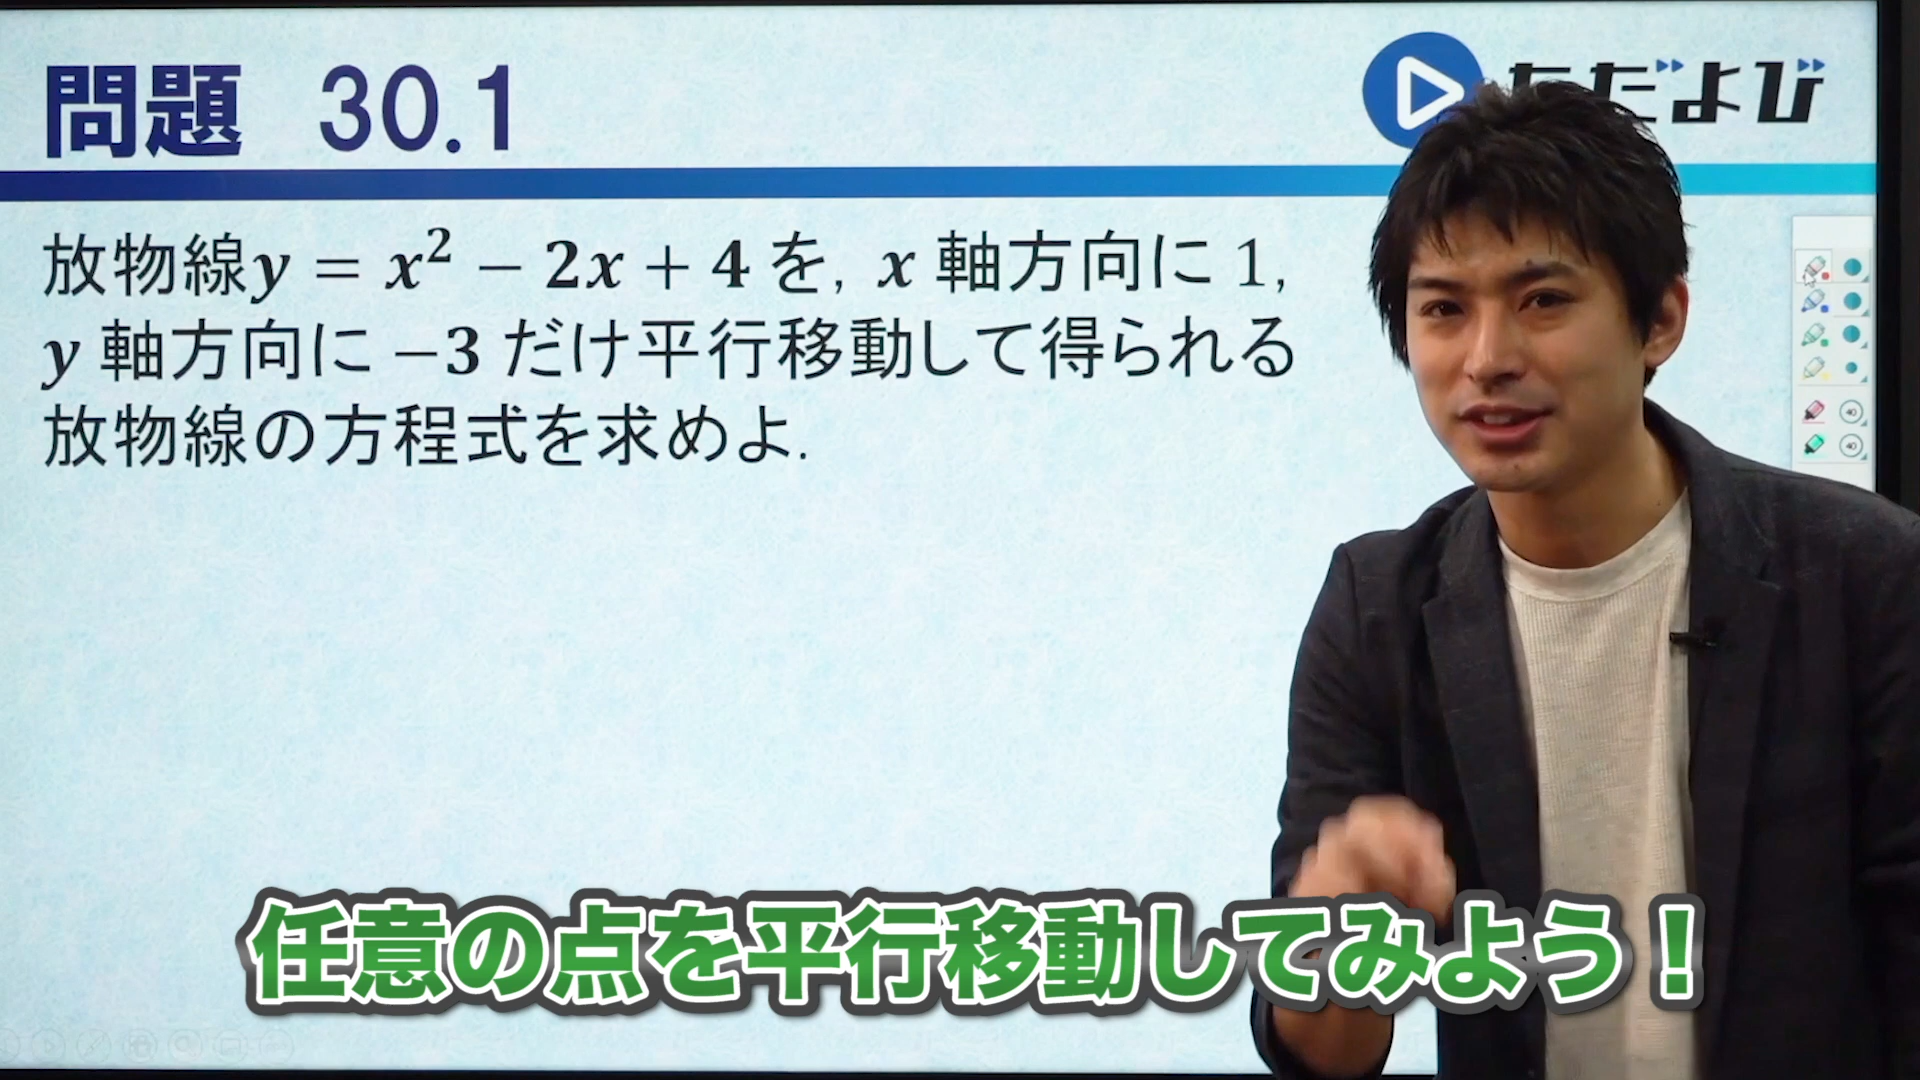 問題 30.1
ただよび
放物線y = x² − 2x + 4 を, x 軸方向に 1,
y 軸方向に −3 だけ平行移動して得られる
放物線の方程式を求めよ.
任意の点を平行移動してみよう！